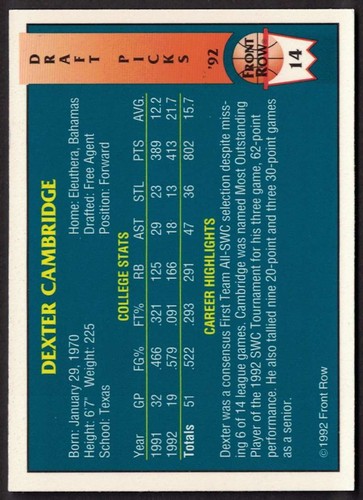 DRAFT PICKS '92
FRONT ROW
14
DEXTER CAMBRIDGE
Born: January 29, 1970 Home: Eleuthera, Bahamas
Height: 6'7" Weight: 225 Drafted: Free Agent
School: Texas Position: Forward
COLLEGE STATS
Year GP FG% FT% RB AST STL PTS AVG.
1991 32 .466 .321 125 29 23 389 12.2
1992 19 .579 .091 166 18 13 413 21.7
Totals 51 .522 .293 291 47 36 802 15.7
CAREER HIGHLIGHTS
Dexter was a consensus First Team All-SWC selection despite miss-
ing 6 of 14 league games. Cambridge was named Most Outstanding
Player of the 1992 SWC Tournament for his three game, 62-point
performance. He also tallied nine 20-point and three 30-point games
as a senior.
©1992 Front Row